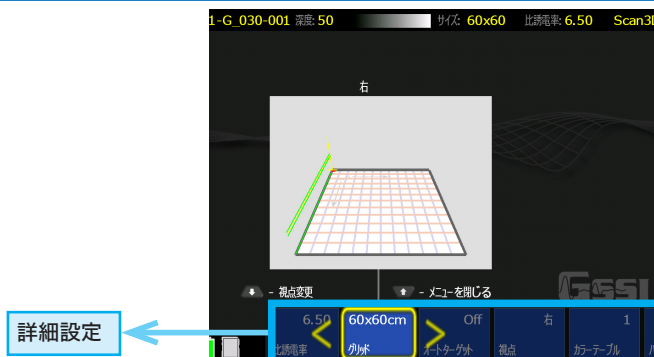 1-G_030-001 深度: 50 サイズ: 60x60 比誘電率: 6.50 Scan3D
右
- 視点変更 - メニューを閉じる
GSSI
6.50 60x60cm Off 右 1
比誘電率 グリッド オートターゲット 視点 カラーテーブル
詳細設定